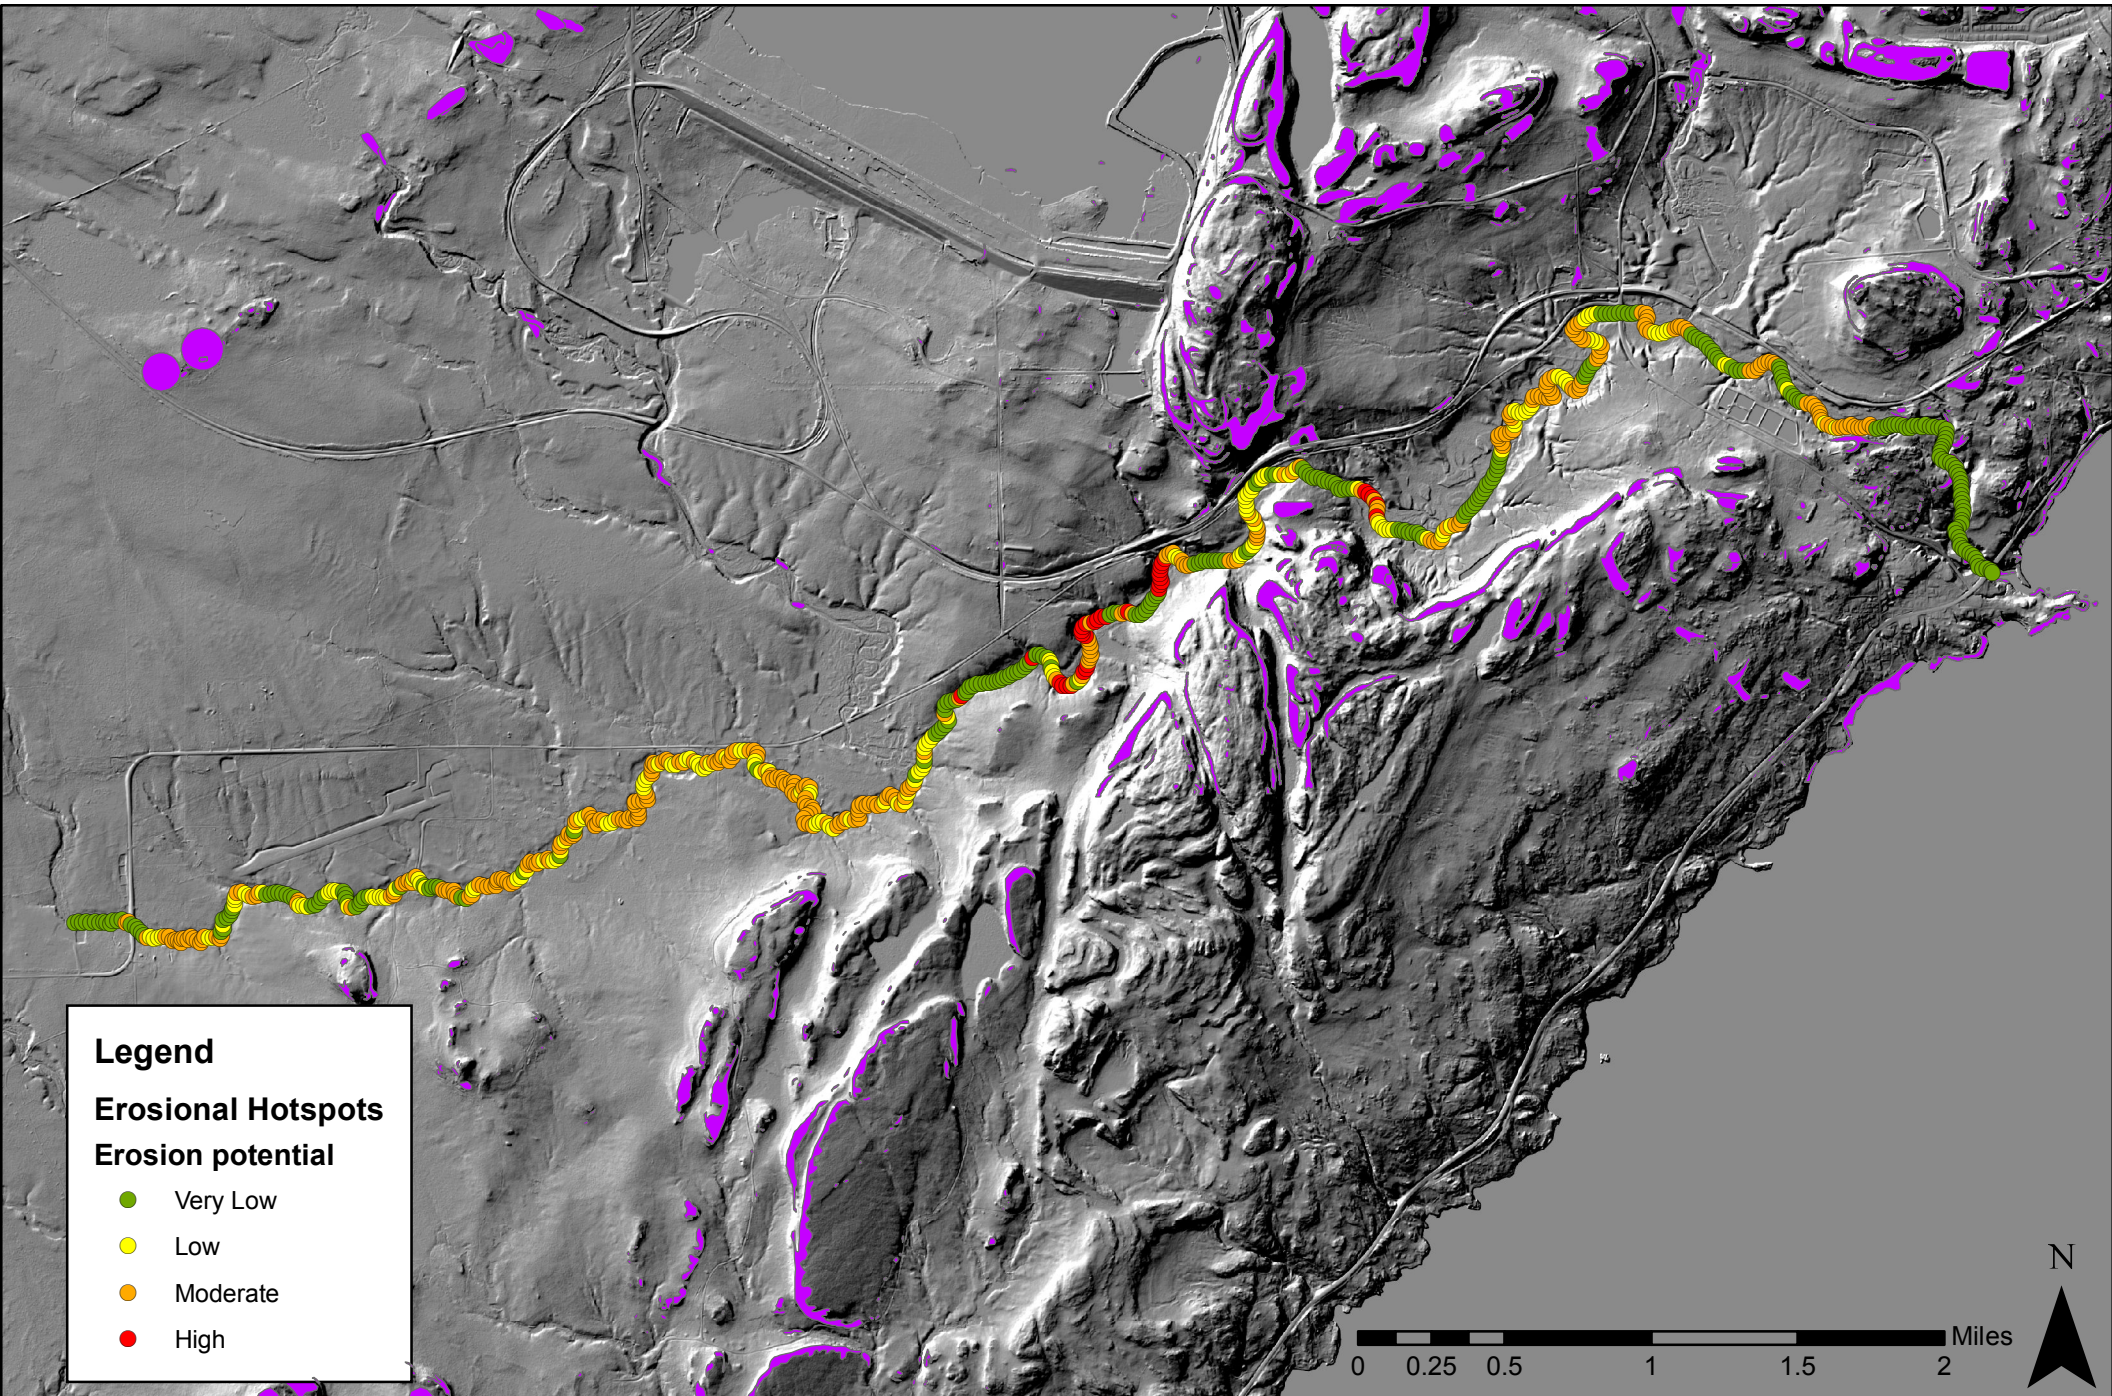 Legend
Erosional Hotspots
Erosion potential
Very Low
Low
Moderate
High
N
Miles
0 0.25 0.5 1 1.5 2